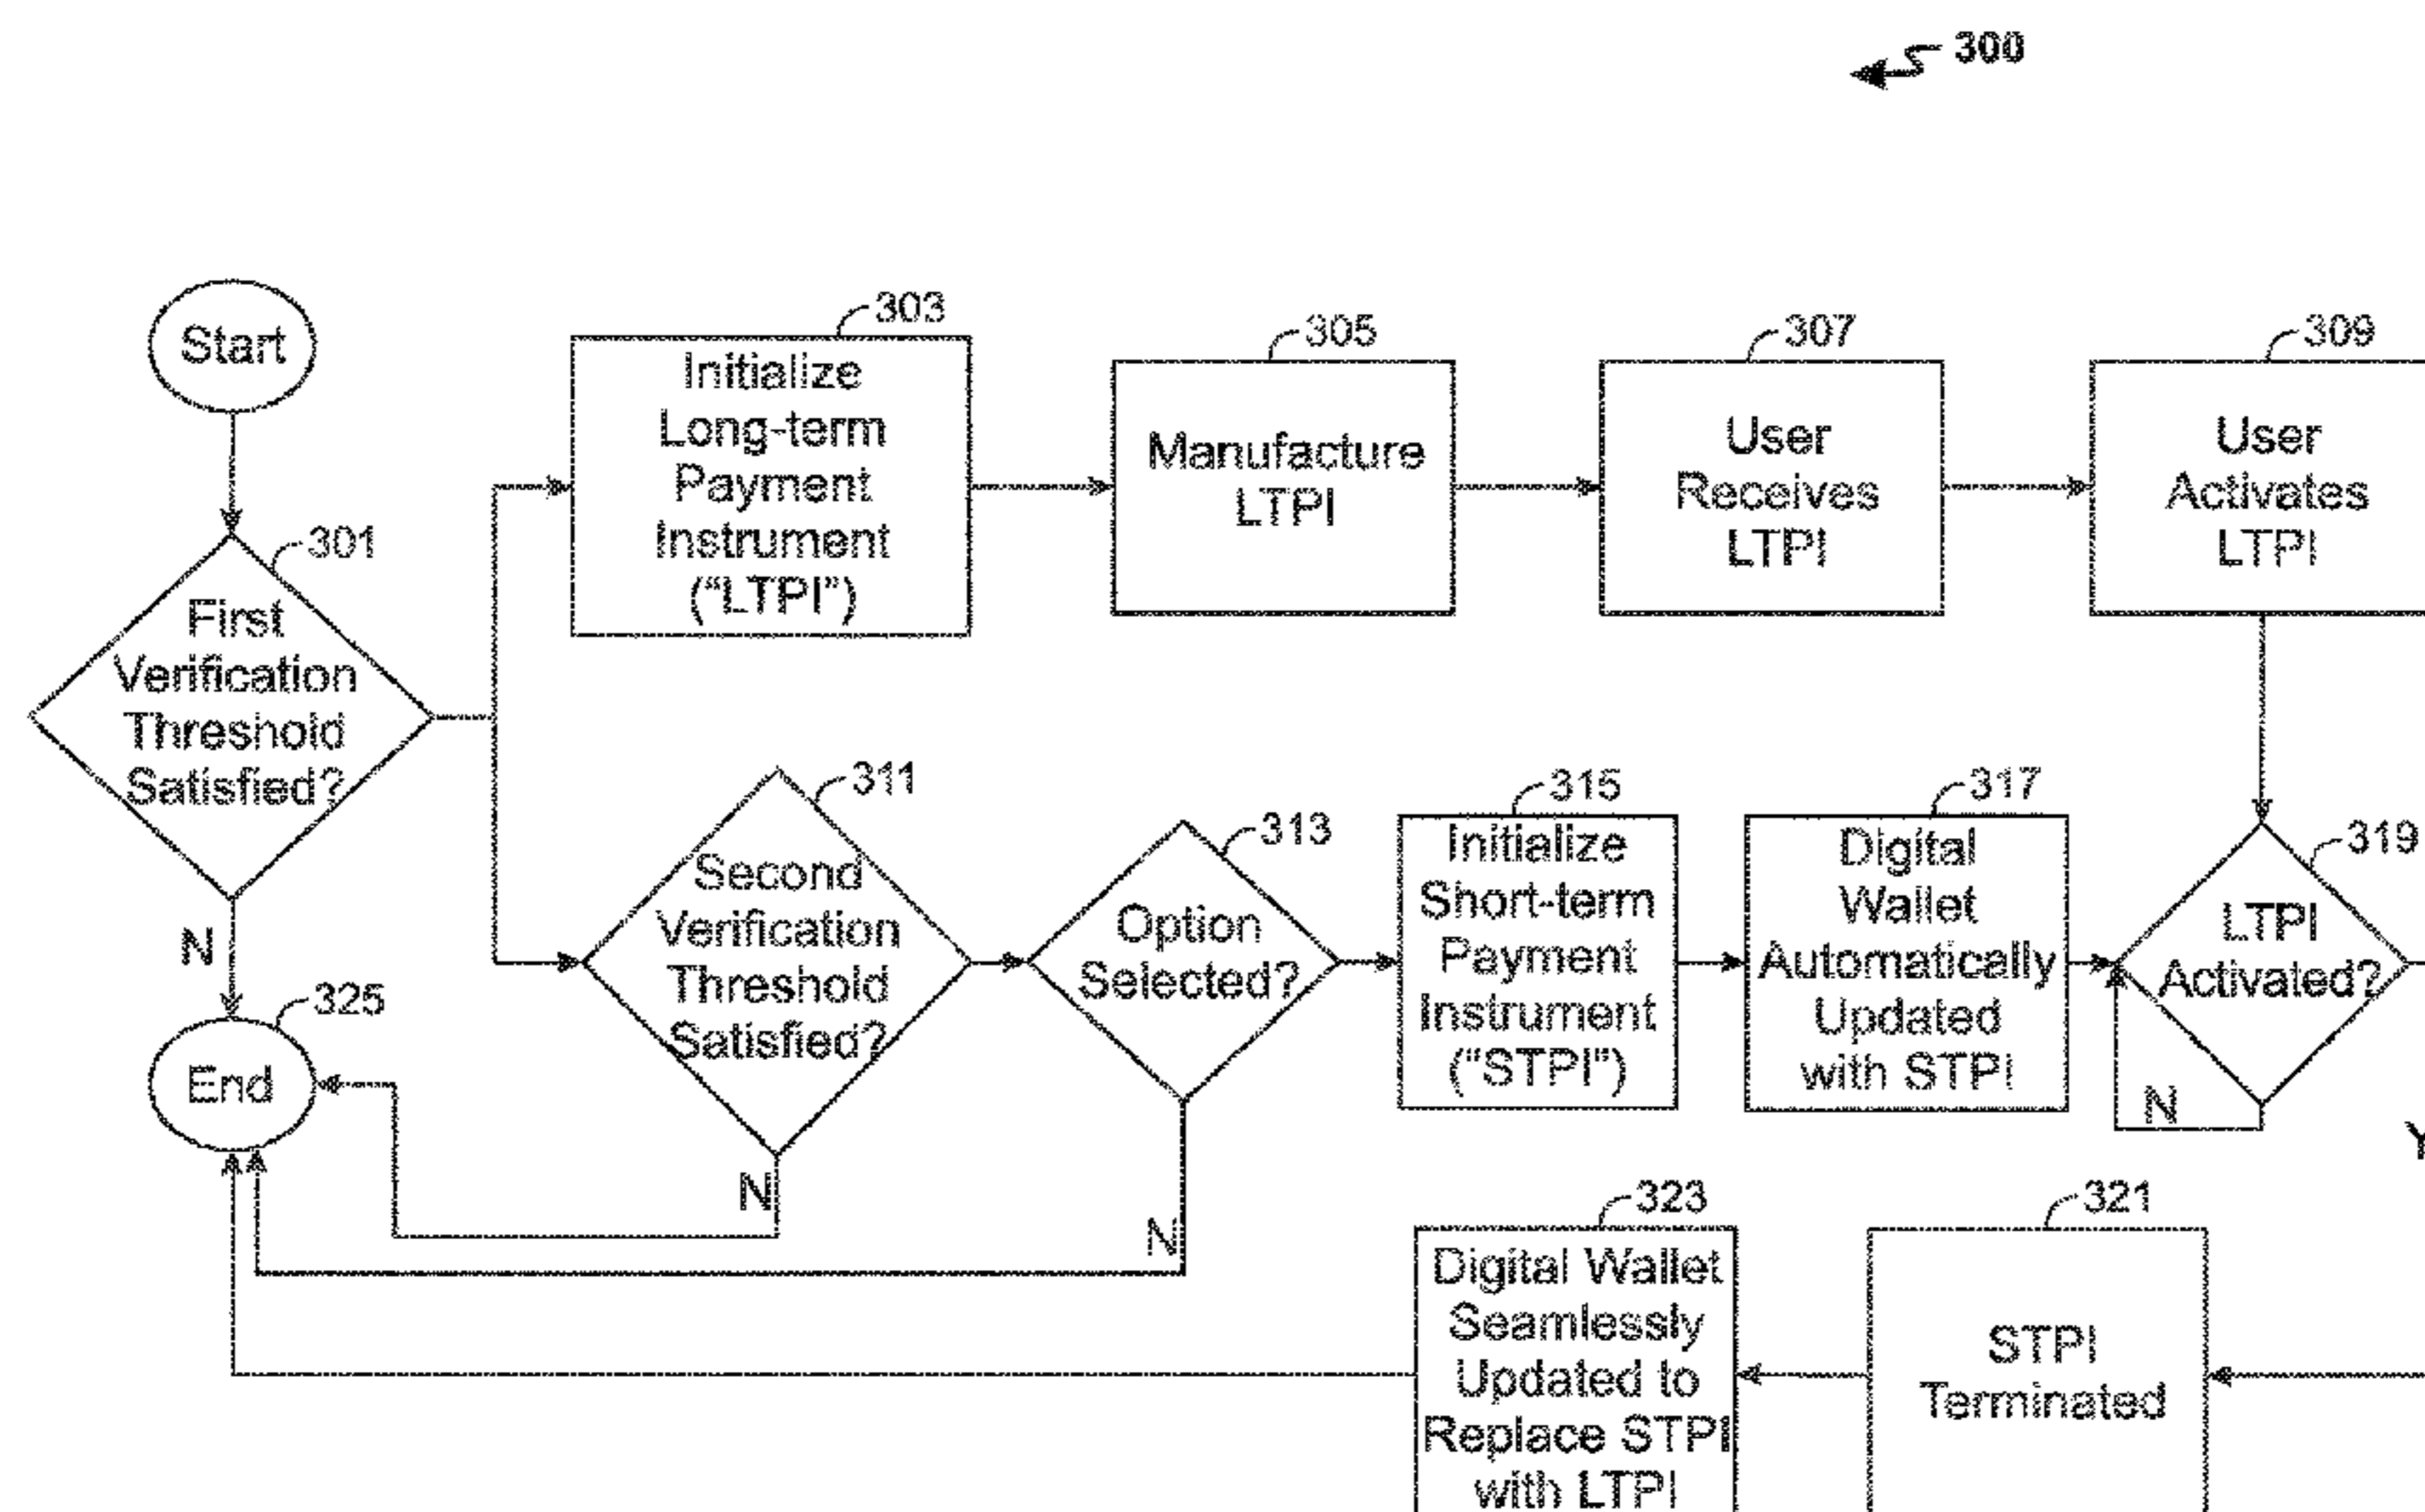 300
Start
301
First
Verification
Threshold
Satisfied?
N
325
End
303
Initialize
Long-term
Payment
Instrument
("LTPI")
305
Manufacture
LTPI
307
User
Receives
LTPI
309
User
Activates
LTPI
311
Second
Verification
Threshold
Satisfied?
N
313
Option
Selected?
N
315
Initialize
Short-term
Payment
Instrument
("STPI")
317
Digital
Wallet
Automatically
Updated
with STPI
319
LTPI
Activated?
N
Y
321
STPI
Terminated
323
Digital Wallet
Seamlessly
Updated to
Replace STPI
with LTPI